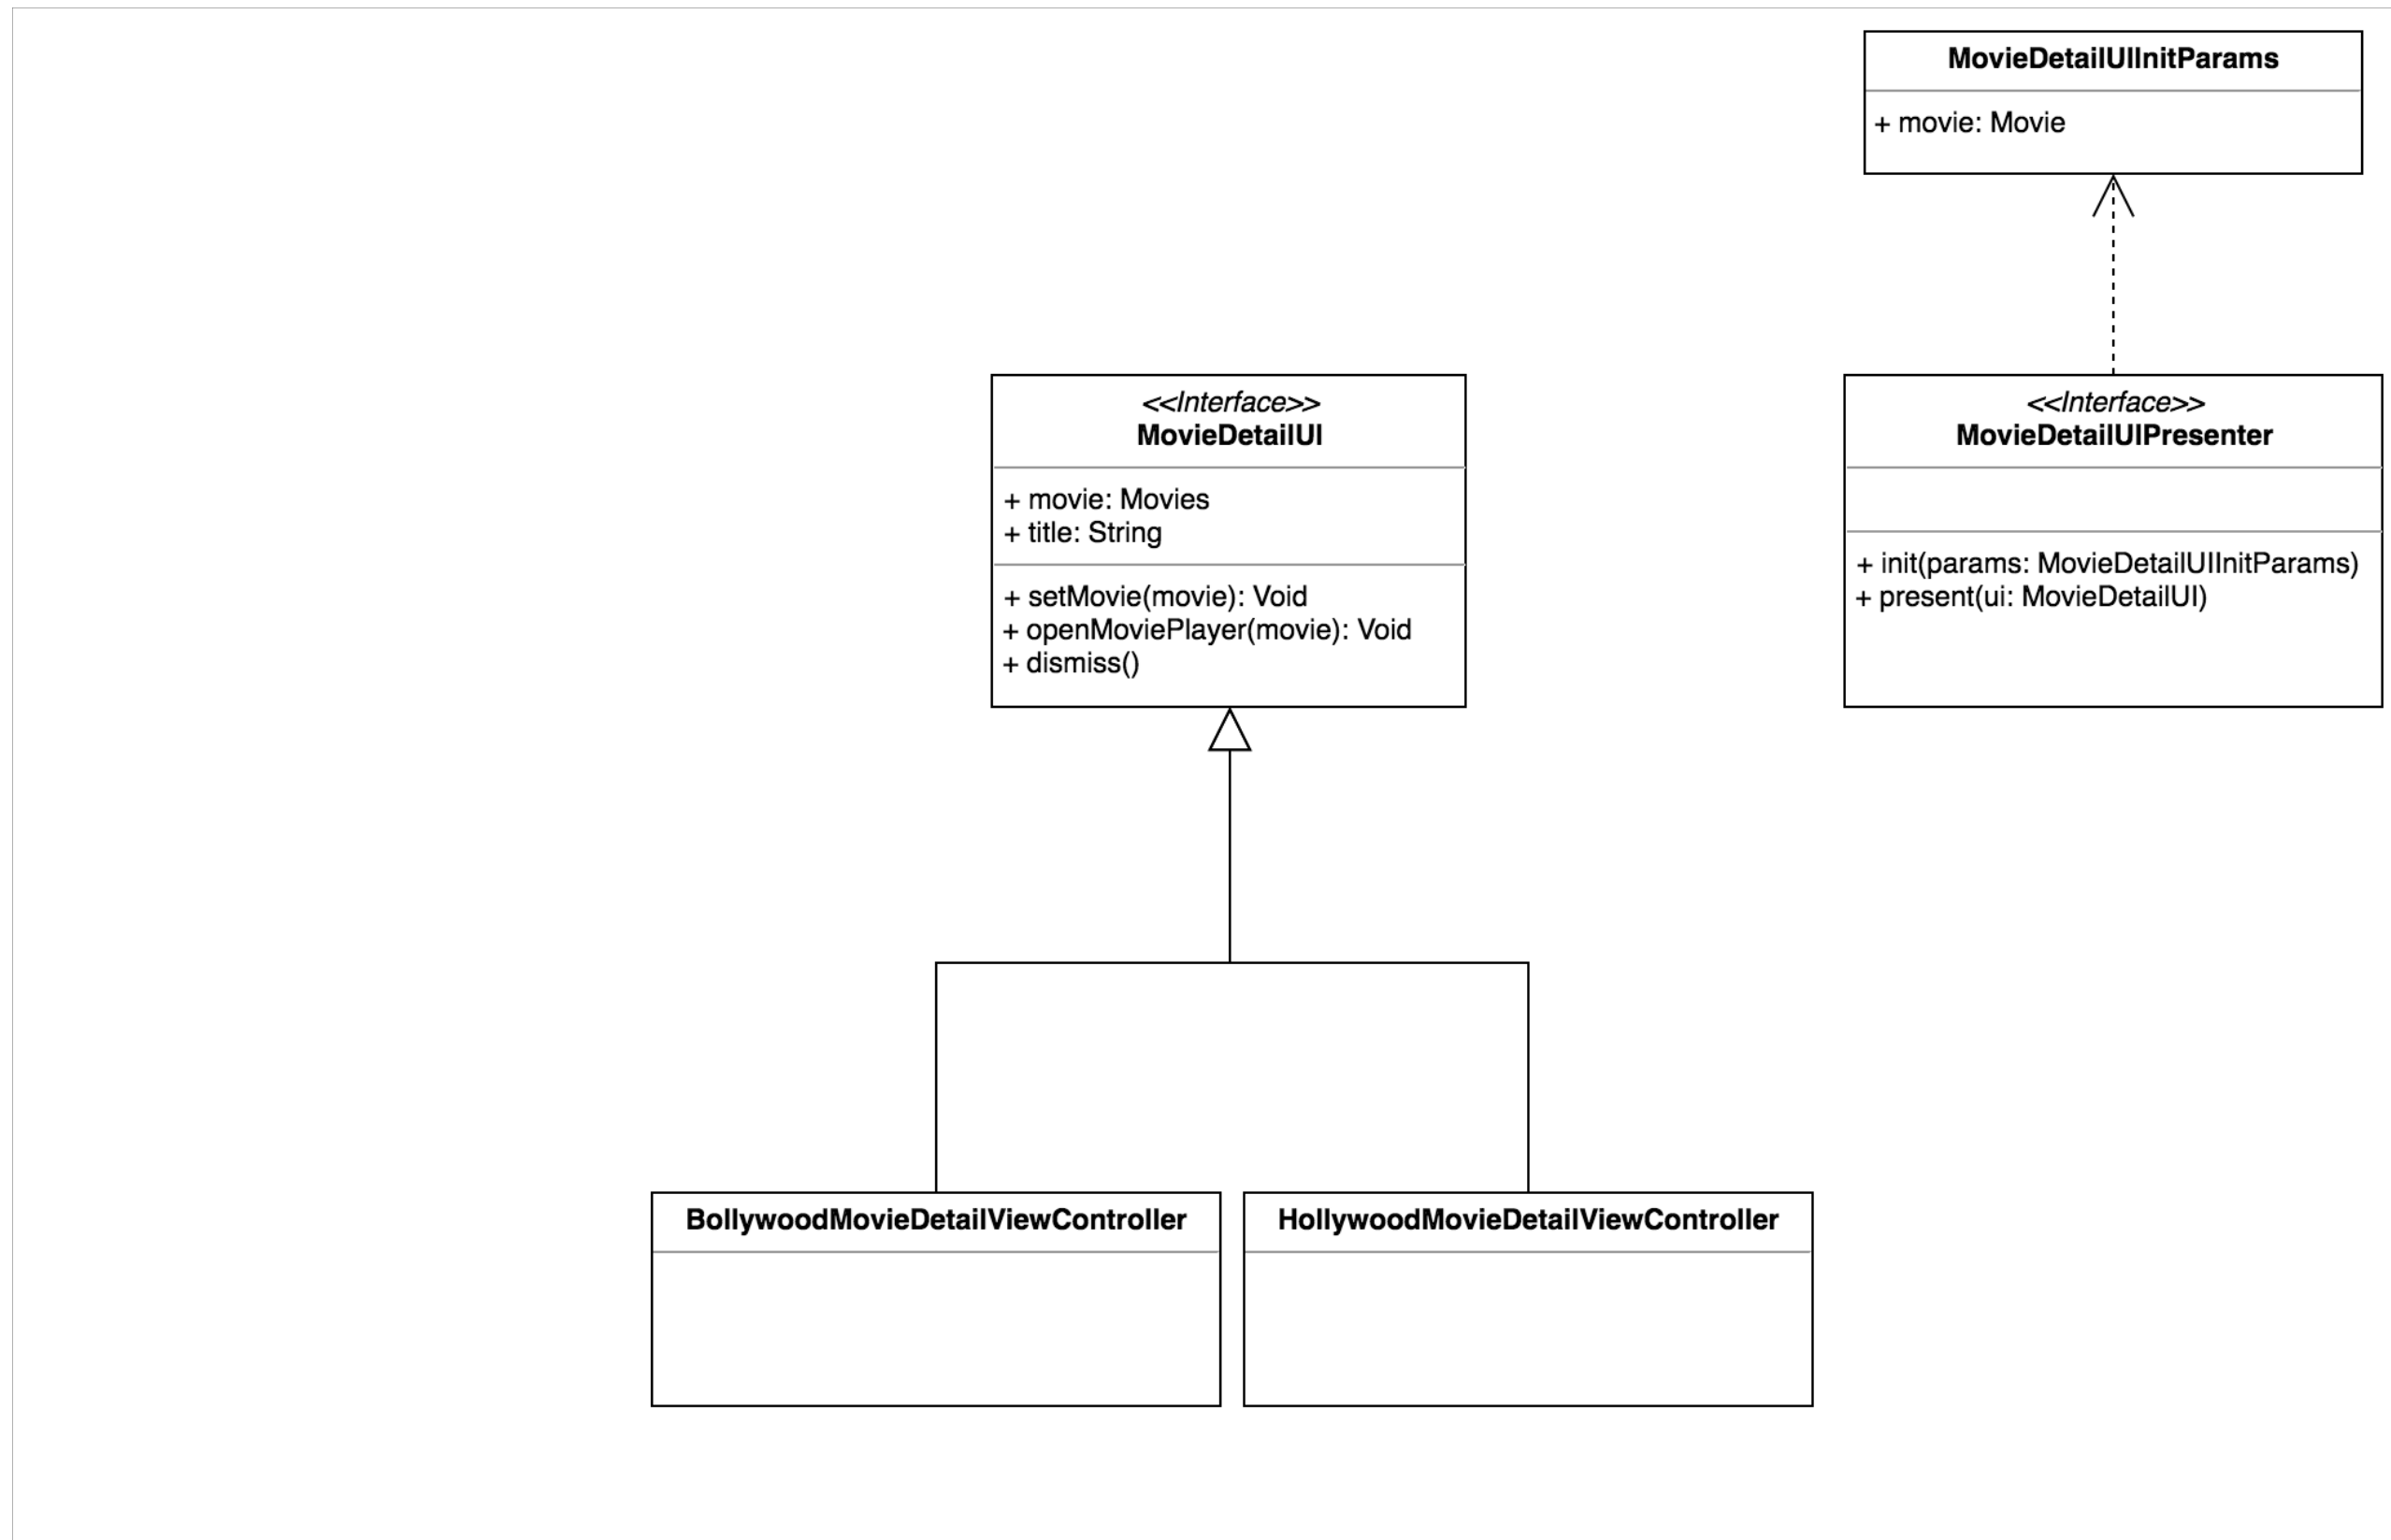 MovieDetailUIInitParams
+ movie: Movie
<<Interface>>
MovieDetailUI
+ movie: Movies
+ title: String
+ setMovie(movie): Void
+ openMoviePlayer(movie): Void
+ dismiss()
<<Interface>>
MovieDetailUIPresenter
+ init(params: MovieDetailUIInitParams)
+ present(ui: MovieDetailUI)
BollywoodMovieDetailViewController
HollywoodMovieDetailViewController